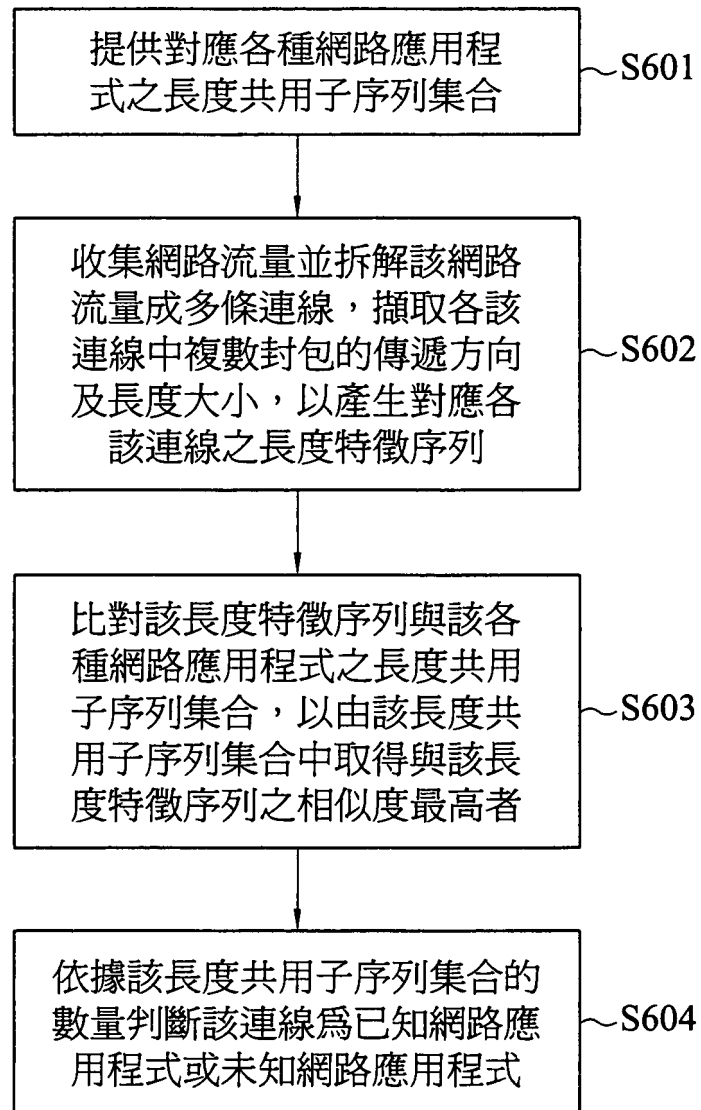 提供對應各種網路應用程
式之長度共用子序列集合
~S601
收集網路流量並拆解該網路
流量成多條連線，擷取各該
連線中複數封包的傳遞方向
及長度大小，以產生對應各
該連線之長度特徵序列
~S602
比對該長度特徵序列與該各
種網路應用程式之長度共用
子序列集合，以由該長度共
用子序列集合中取得與該長
度特徵序列之相似度最高者
~S603
依據該長度共用子序列集合的
數量判斷該連線爲已知網路應
用程式或未知網路應用程式
~S604